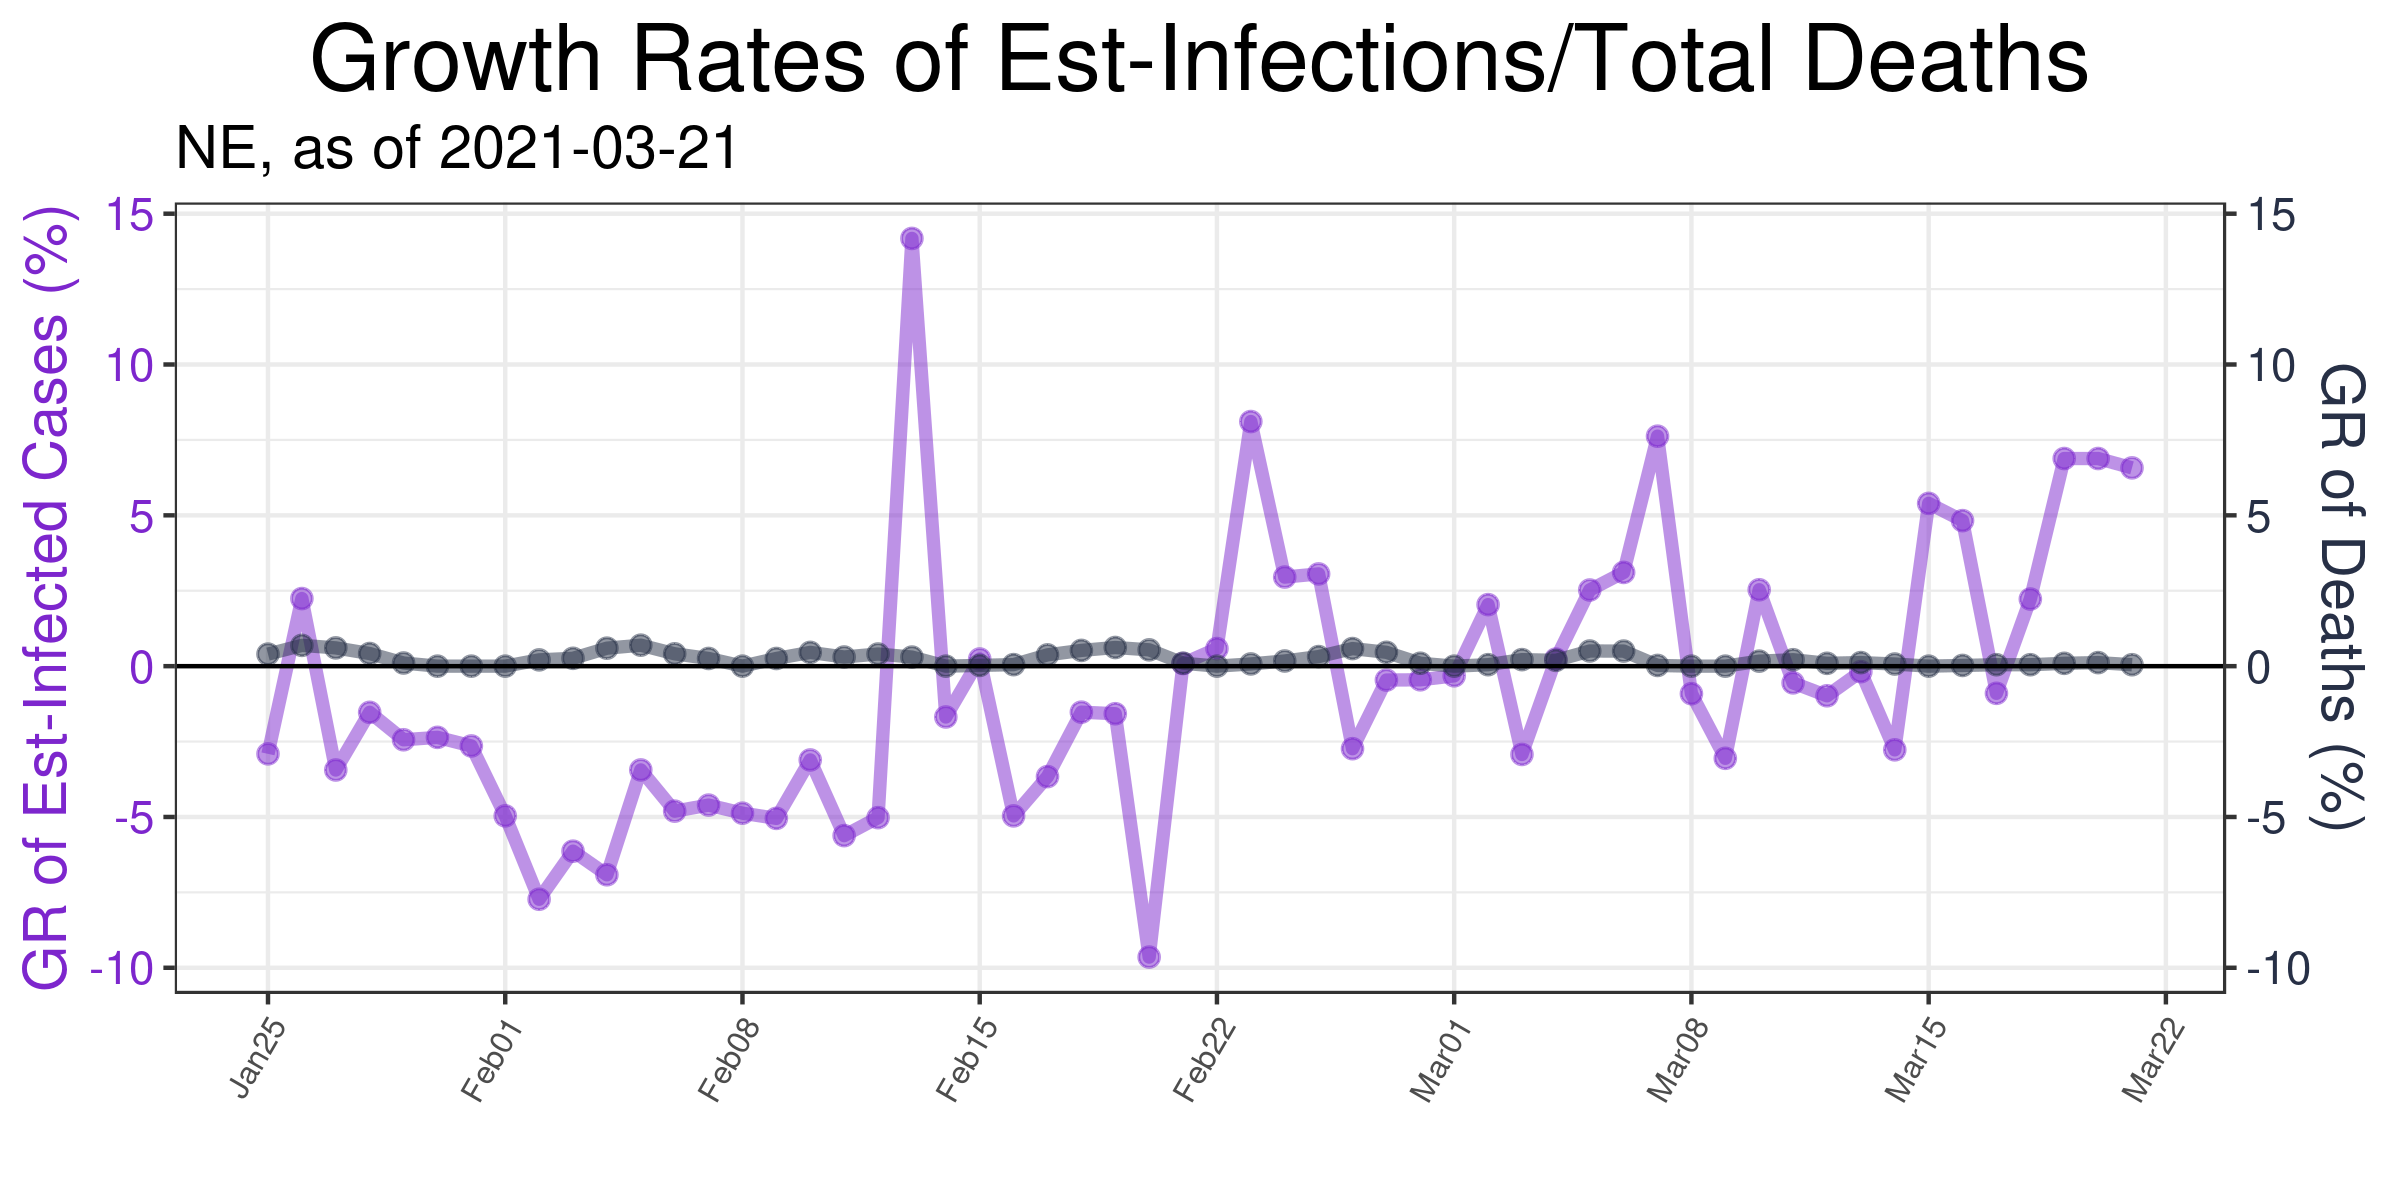 Growth Rates of Est-Infections/Total Deaths
NE, as of 2021-03-21
GR of Est-Infected Cases (%)
15
10
5
0
-5
-10
15
10
5
0
-5
-10
GR of Deaths (%)
Jan25
Feb01
Feb08
Feb15
Feb22
Mar01
Mar08
Mar15
Mar22